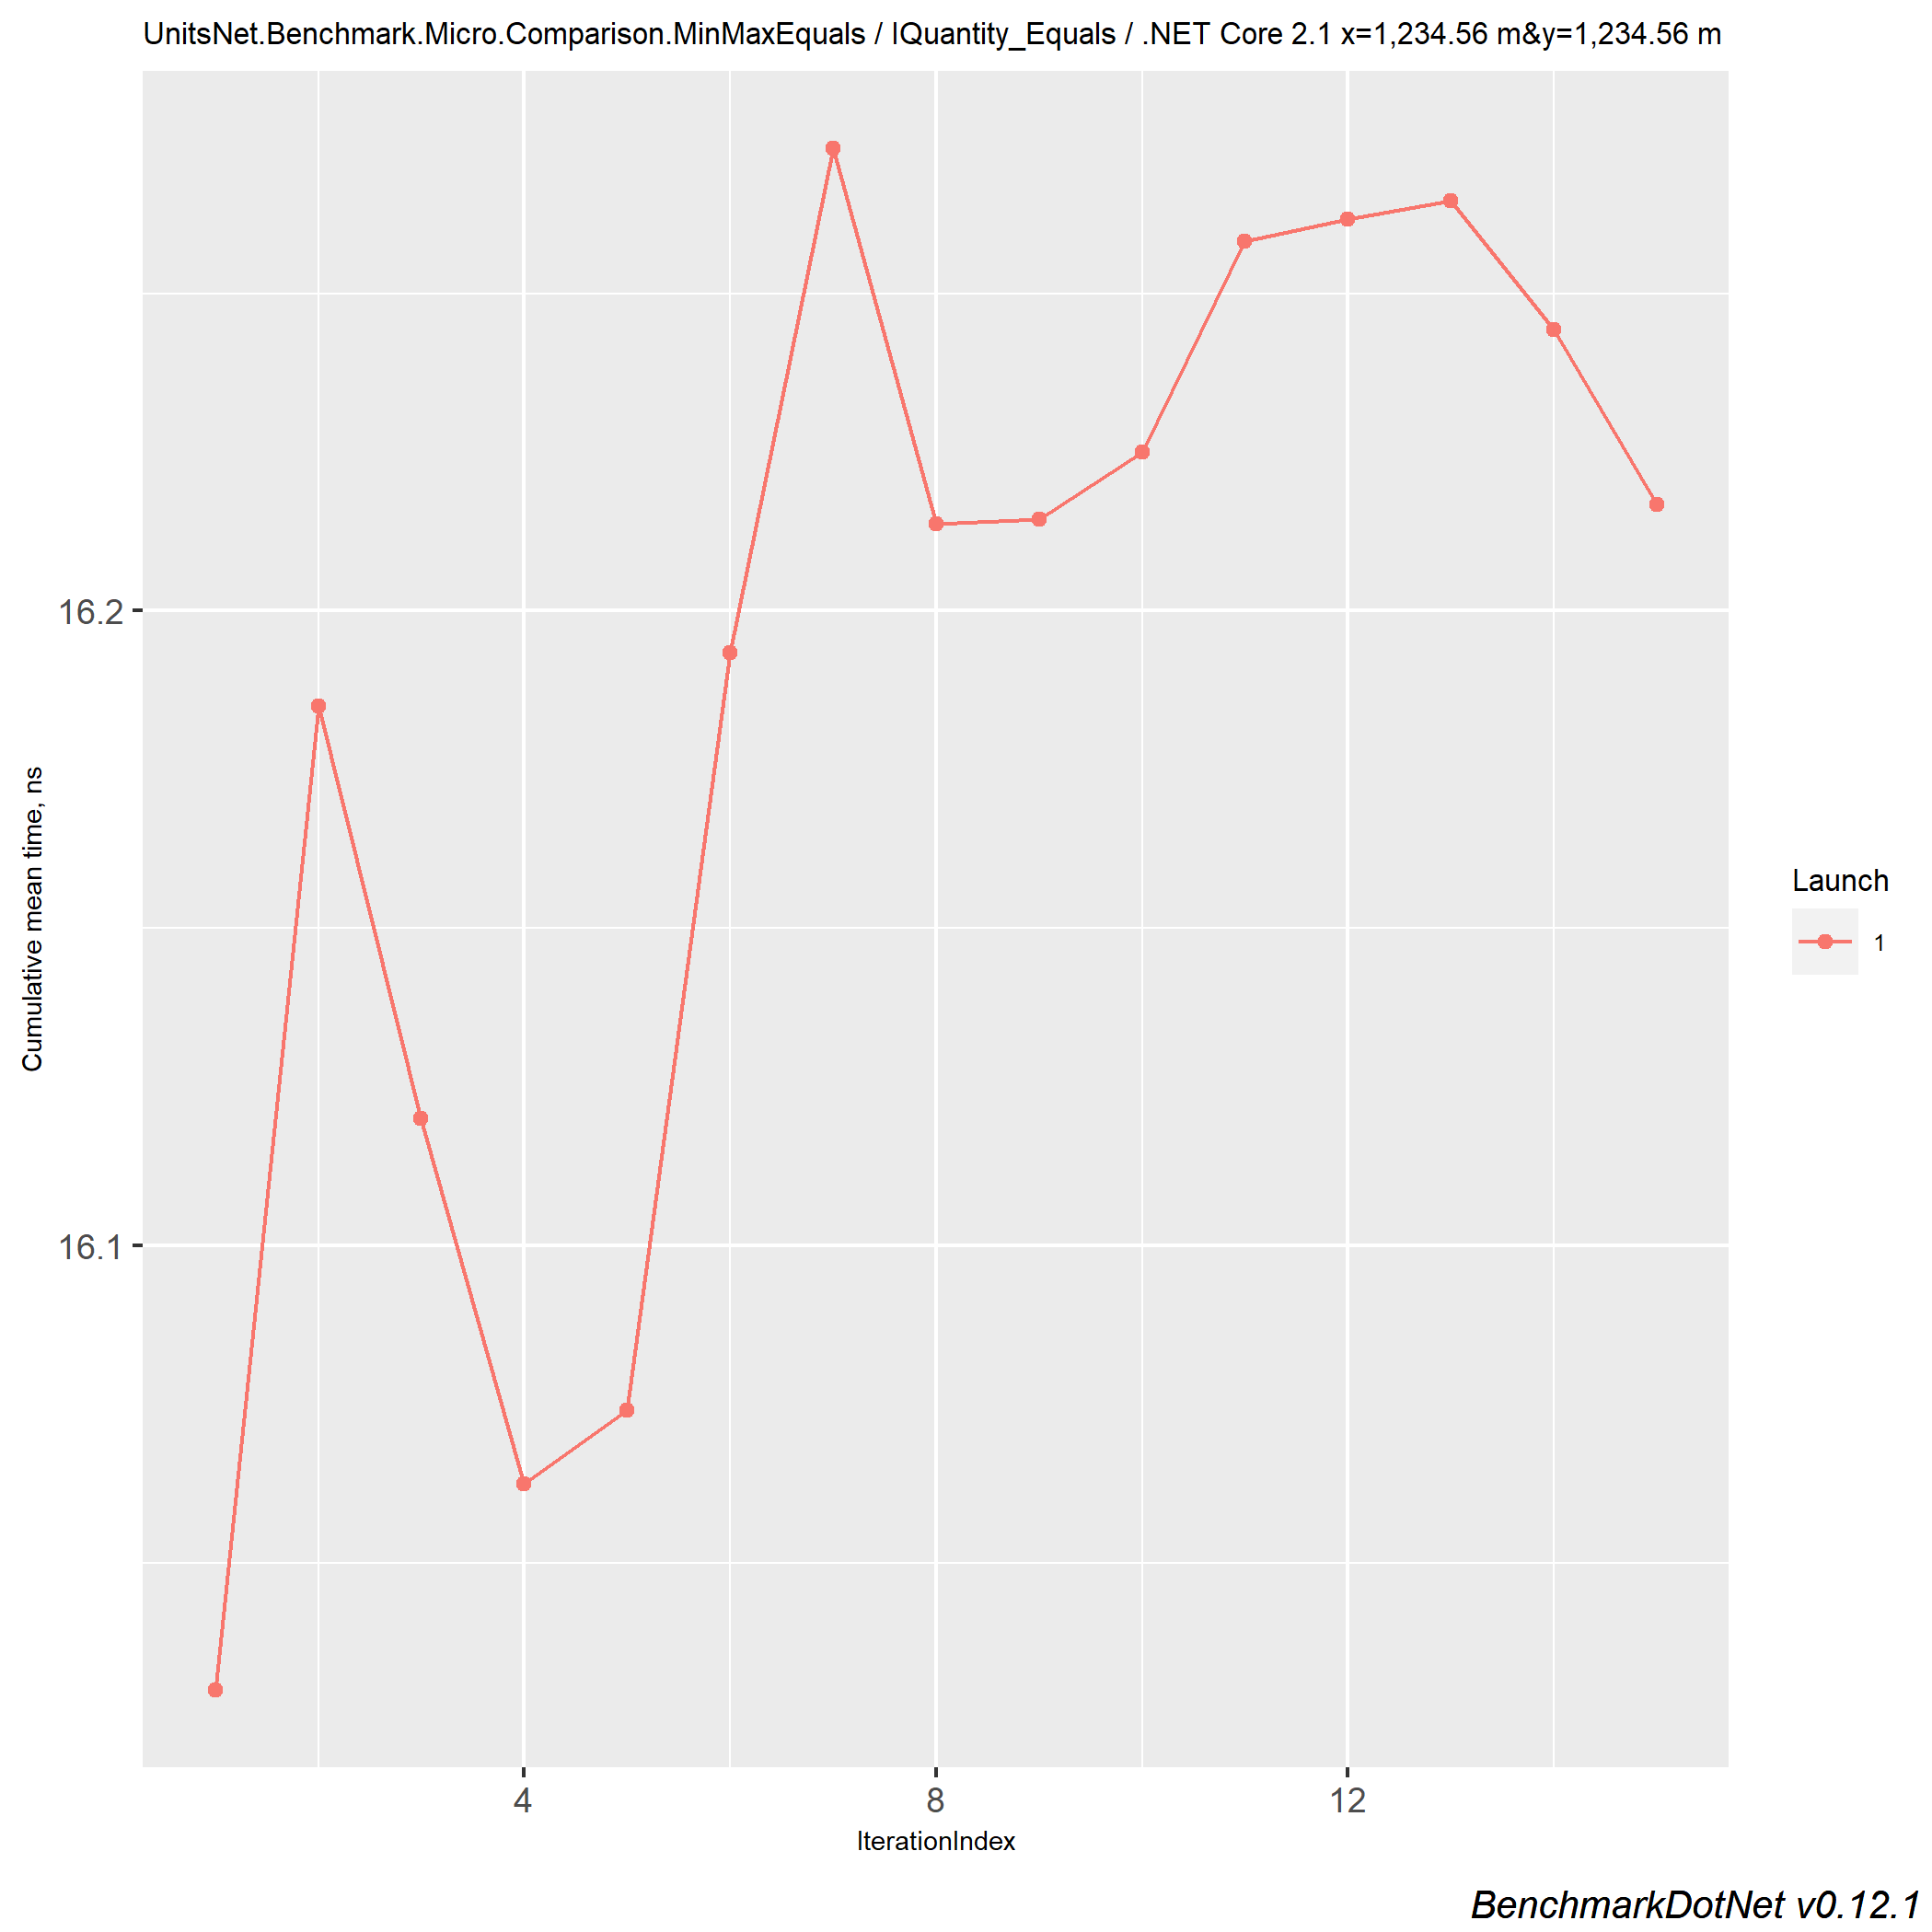 UnitsNet.Benchmark.Micro.Comparison.MinMaxEquals / IQuantity_Equals / .NET Core 2.1 x=1,234.56 m&y=1,234.56 m
Cumulative mean time, ns
16.2
16.1
4
8
12
IterationIndex
Launch
1
BenchmarkDotNet v0.12.1